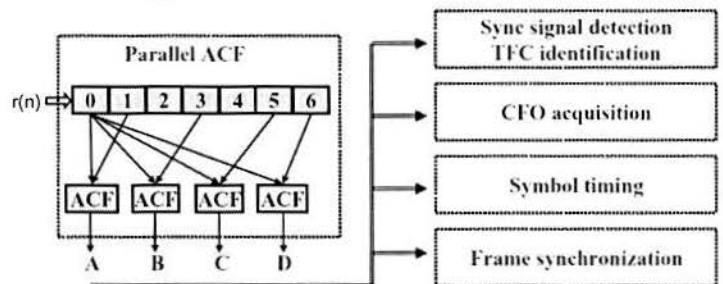 Parallel ACF
r(n)
0 1 2 3 4 5 6
ACF ACF ACF ACF
A B C D
Sync signal detection
TFC identification
CFO acquisition
Symbol timing
Frame synchronization